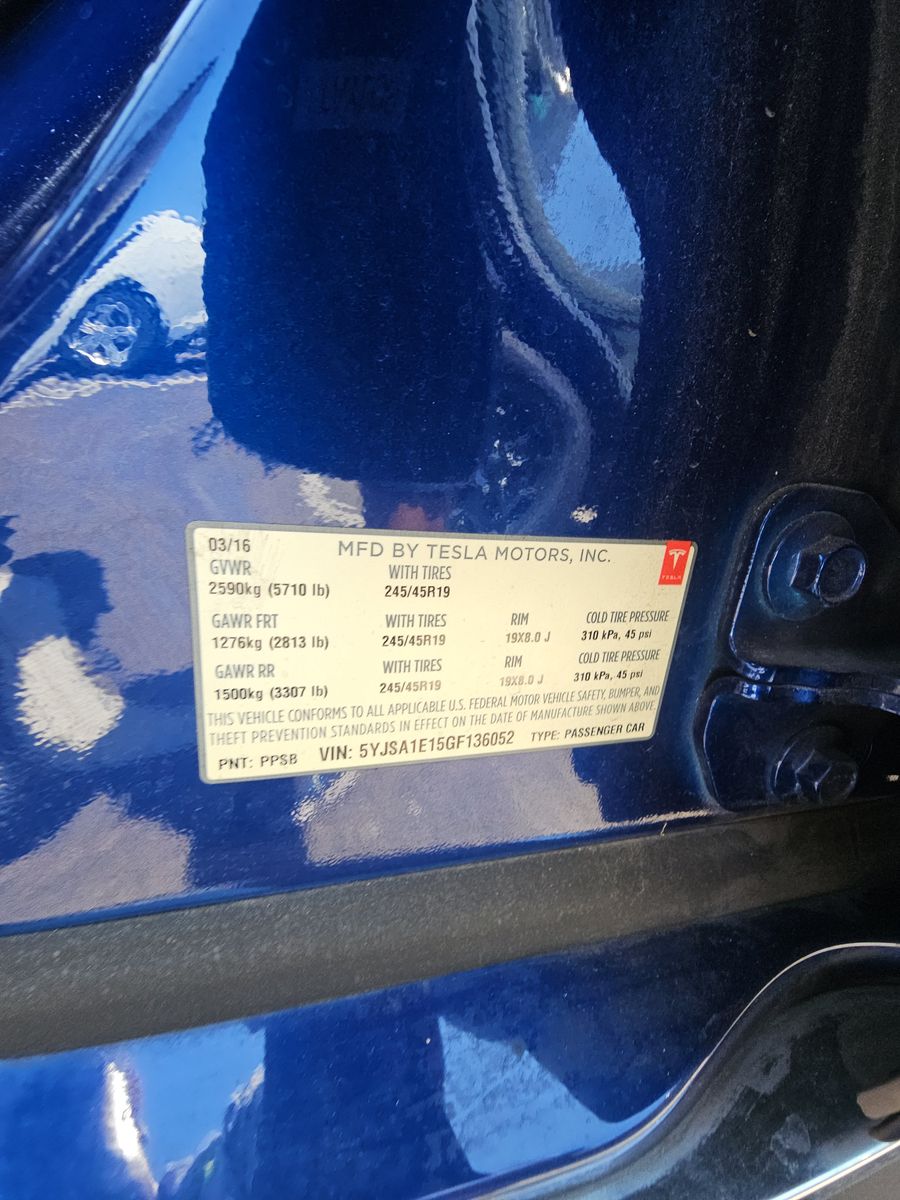 03/16 MFD BY TESLA MOTORS, INC.
TESLA
GVWR WITH TIRES
2590kg (5710 lb) 245/45R19
GAWR FRT WITH TIRES RIM COLD TIRE PRESSURE
1276kg (2813 lb) 245/45R19 19X8.0 J 310 kPa, 45 psi
GAWR RR WITH TIRES RIM COLD TIRE PRESSURE
1500kg (3307 lb) 245/45R19 19X8.0 J 310 kPa, 45 psi
THIS VEHICLE CONFORMS TO ALL APPLICABLE U.S. FEDERAL MOTOR VEHICLE SAFETY, BUMPER, AND
THEFT PREVENTION STANDARDS IN EFFECT ON THE DATE OF MANUFACTURE SHOWN ABOVE.
PNT: PPSB VIN: 5YJSA1E15GF136052 TYPE: PASSENGER CAR